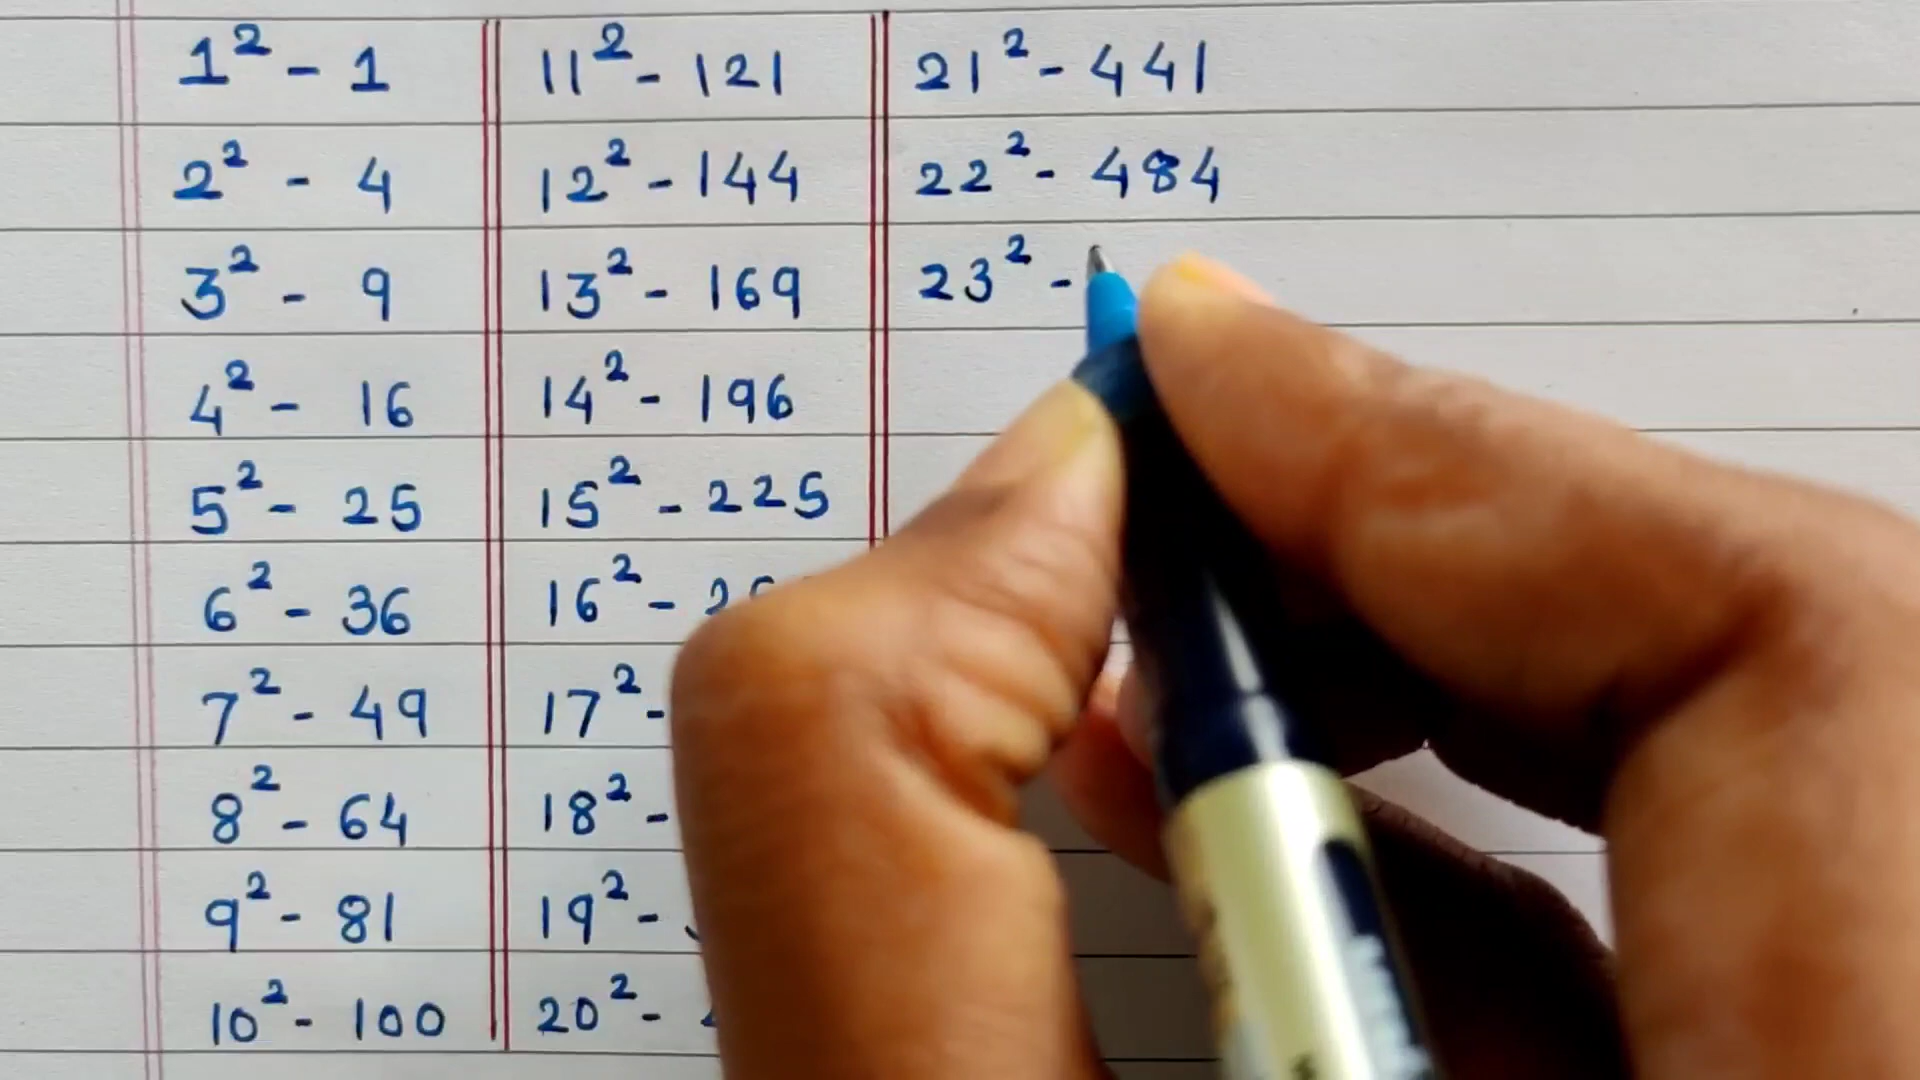 1² - 1
2² - 4
3² - 9
4² - 16
5² - 25
6² - 36
7² - 49
8² - 64
9² - 81
10² - 100
11² - 121
12² - 144
13² - 169
14² - 196
15² - 225
16² - 2
17² -
18² -
19² -
20² -
21² - 441
22² - 484
23² -